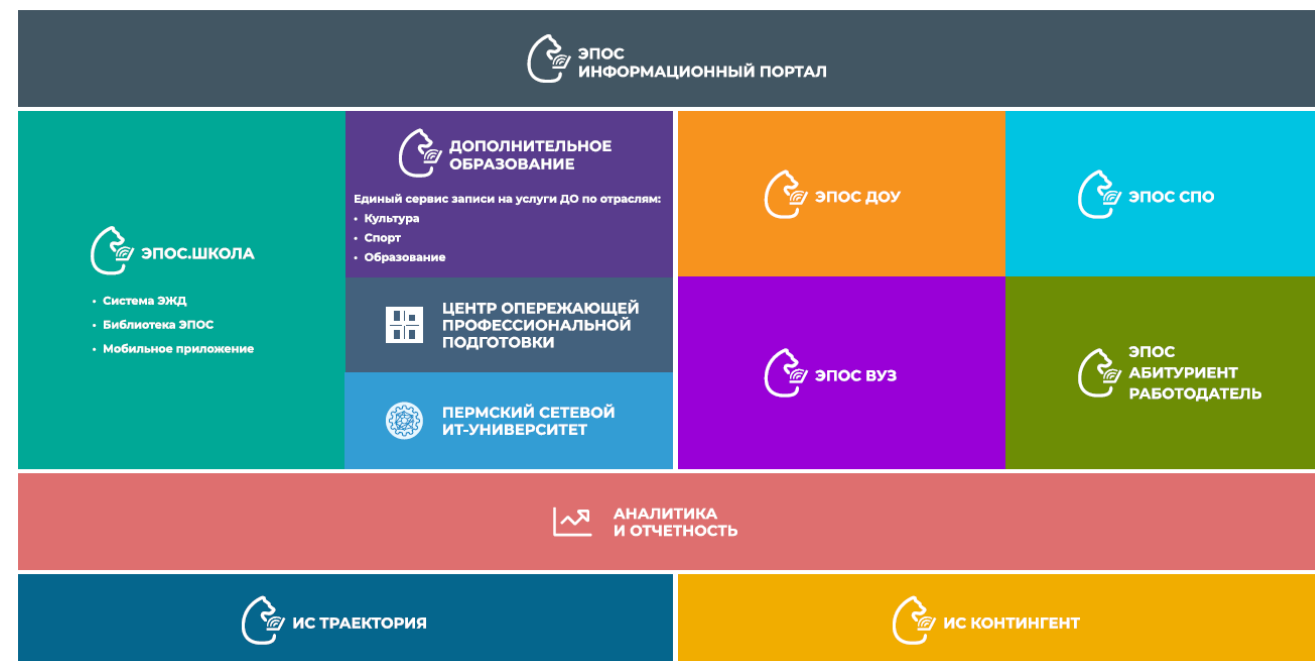 ЭПОС
ИНФОРМАЦИОННЫЙ ПОРТАЛ
ЭПОС.ШКОЛА
• Система ЭЖД
• Библиотека ЭПОС
• Мобильное приложение
ДОПОЛНИТЕЛЬНОЕ
ОБРАЗОВАНИЕ
Единый сервис записи на услуги ДО по отраслям:
• Культура
• Спорт
• Образование
ЦЕНТР ОПЕРЕЖАЮЩЕЙ
ПРОФЕССИОНАЛЬНОЙ
ПОДГОТОВКИ
ПЕРМСКИЙ СЕТЕВОЙ
ИТ-УНИВЕРСИТЕТ
ЭПОС ДОУ
ЭПОС СПО
ЭПОС ВУЗ
ЭПОС
АБИТУРИЕНТ
РАБОТОДАТЕЛЬ
АНАЛИТИКА
И ОТЧЕТНОСТЬ
ИС ТРАЕКТОРИЯ
ИС КОНТИНГЕНТ